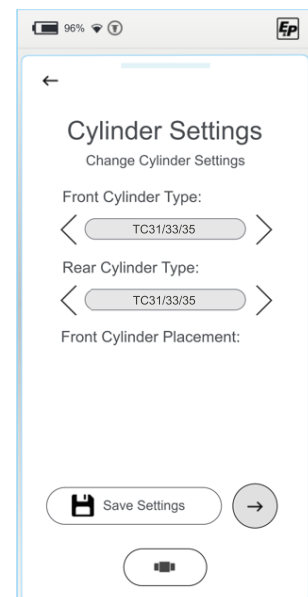 96%
EP
Cylinder Settings
Change Cylinder Settings
Front Cylinder Type:
TC31/33/35
Rear Cylinder Type:
TC31/33/35
Front Cylinder Placement:
Save Settings